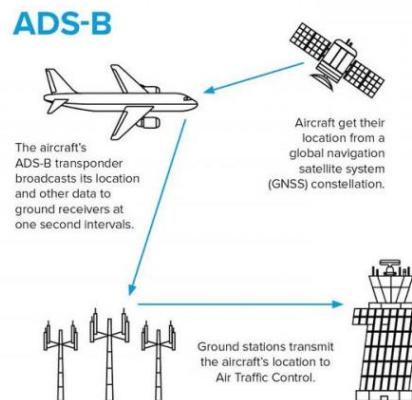 ADS-B
Aircraft get their
location from a
global navigation
satellite system
(GNSS) constellation.
The aircraft's
ADS-B transponder
broadcasts its location
and other data to
ground receivers at
one second intervals.
Ground stations transmit
the aircraft's location to
Air Traffic Control.